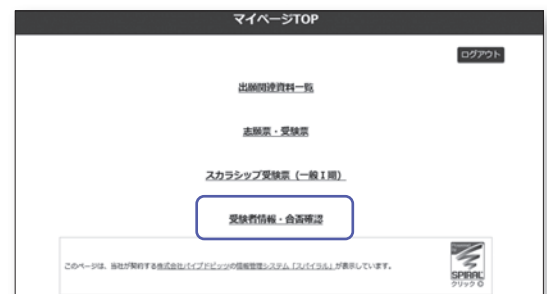 マイページTOP
ログアウト
出願関連資料一覧
志願票・受験票
スカラシップ受験票(一般Ⅰ期)
受験者情報・合否確認
このページは、当社が契約する株式会社パイプドビッツの情報管理システム「スパイラル」が表示しています。
SPIRAL
クリック